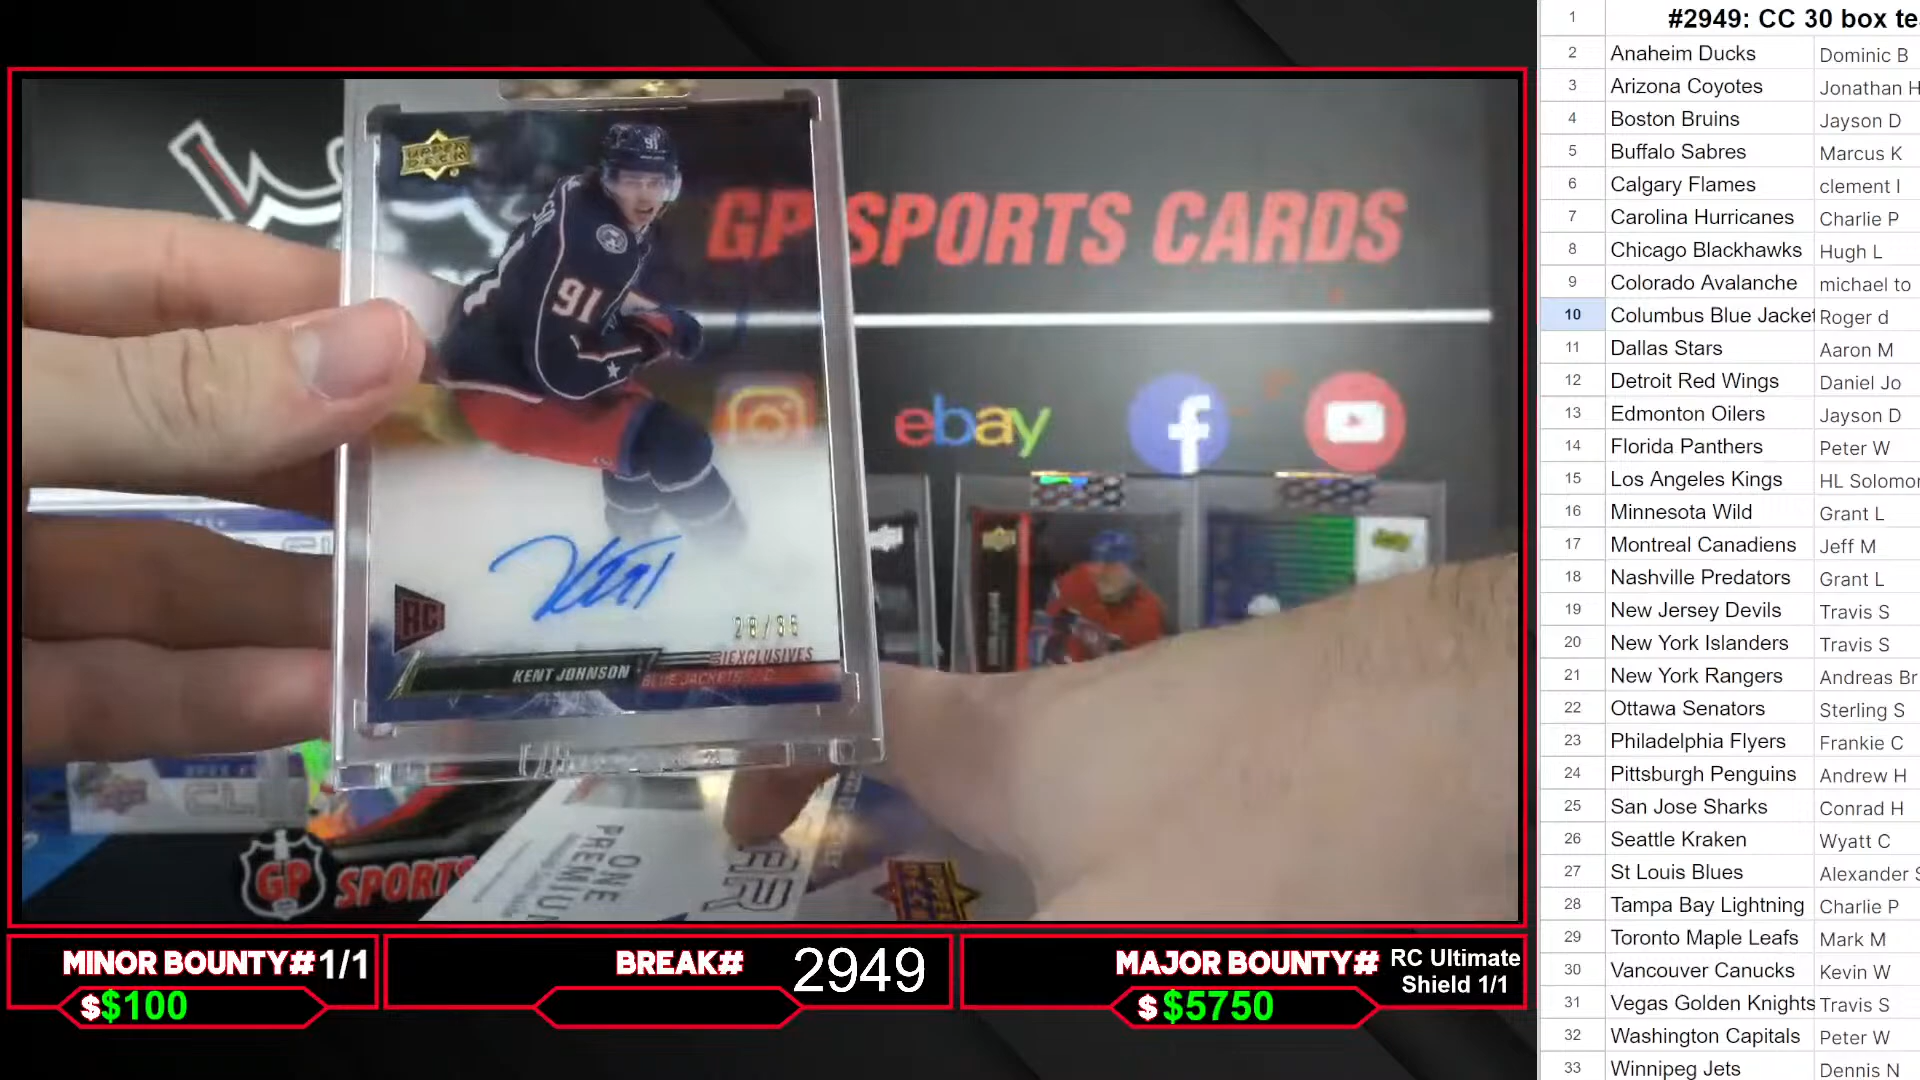 UPPER DECK
91
91
RC
28/35
EXCLUSIVES
KENT JOHNSON
BLUE JACKETS
GP SPORTS CARDS
ebay
GP SPORTS
ONE
PREMIUM
MINOR BOUNTY# 1/1
$$100
BREAK# 2949
MAJOR BOUNTY# RC Ultimate
Shield 1/1
$ $5750
1 #2949: CC 30 box te
2 Anaheim Ducks Dominic B
3 Arizona Coyotes Jonathan H
4 Boston Bruins Jayson D
5 Buffalo Sabres Marcus K
6 Calgary Flames clement l
7 Carolina Hurricanes Charlie P
8 Chicago Blackhawks Hugh L
9 Colorado Avalanche michael to
10 Columbus Blue Jacket Roger d
11 Dallas Stars Aaron M
12 Detroit Red Wings Daniel Jo
13 Edmonton Oilers Jayson D
14 Florida Panthers Peter W
15 Los Angeles Kings HL Solomon
16 Minnesota Wild Grant L
17 Montreal Canadiens Jeff M
18 Nashville Predators Grant L
19 New Jersey Devils Travis S
20 New York Islanders Travis S
21 New York Rangers Andreas Br
22 Ottawa Senators Sterling S
23 Philadelphia Flyers Frankie C
24 Pittsburgh Penguins Andrew H
25 San Jose Sharks Conrad H
26 Seattle Kraken Wyatt C
27 St Louis Blues Alexander S
28 Tampa Bay Lightning Charlie P
29 Toronto Maple Leafs Mark M
30 Vancouver Canucks Kevin W
31 Vegas Golden Knights Travis S
32 Washington Capitals Peter W
33 Winnipeg Jets Dennis N